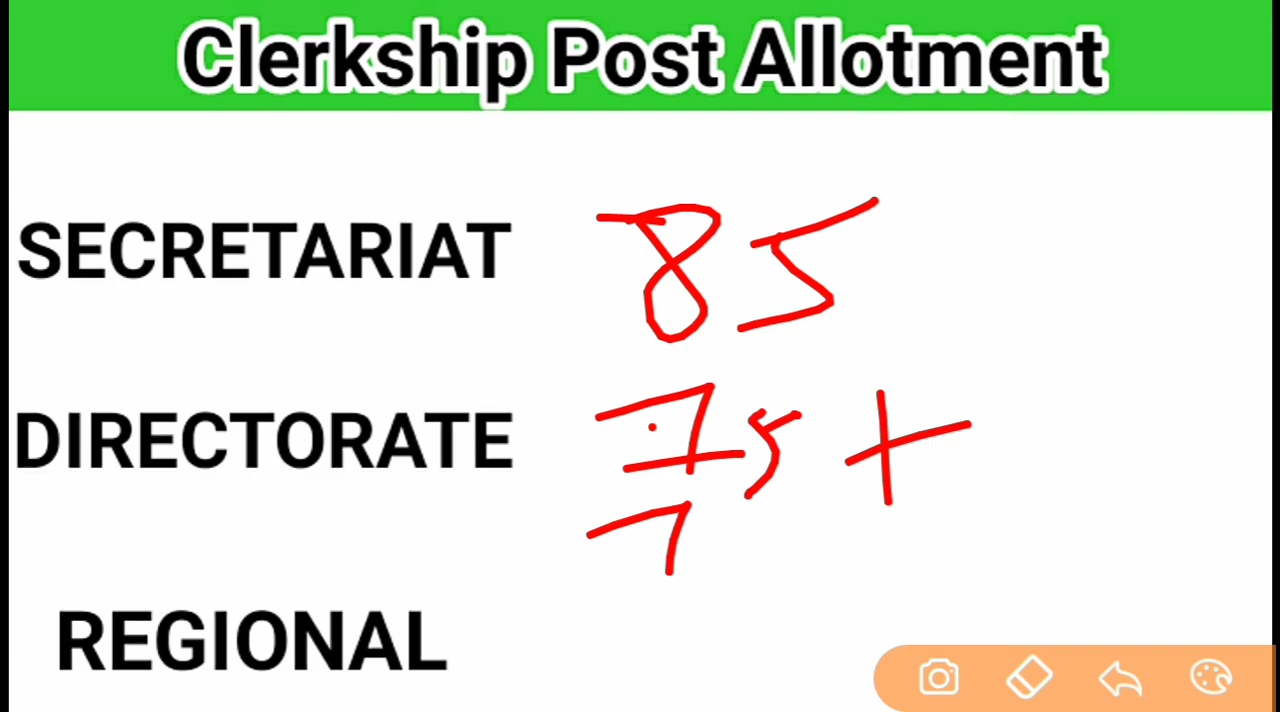 Clerkship Post Allotment
SECRETARIAT 85
DIRECTORATE 75+
7
REGIONAL